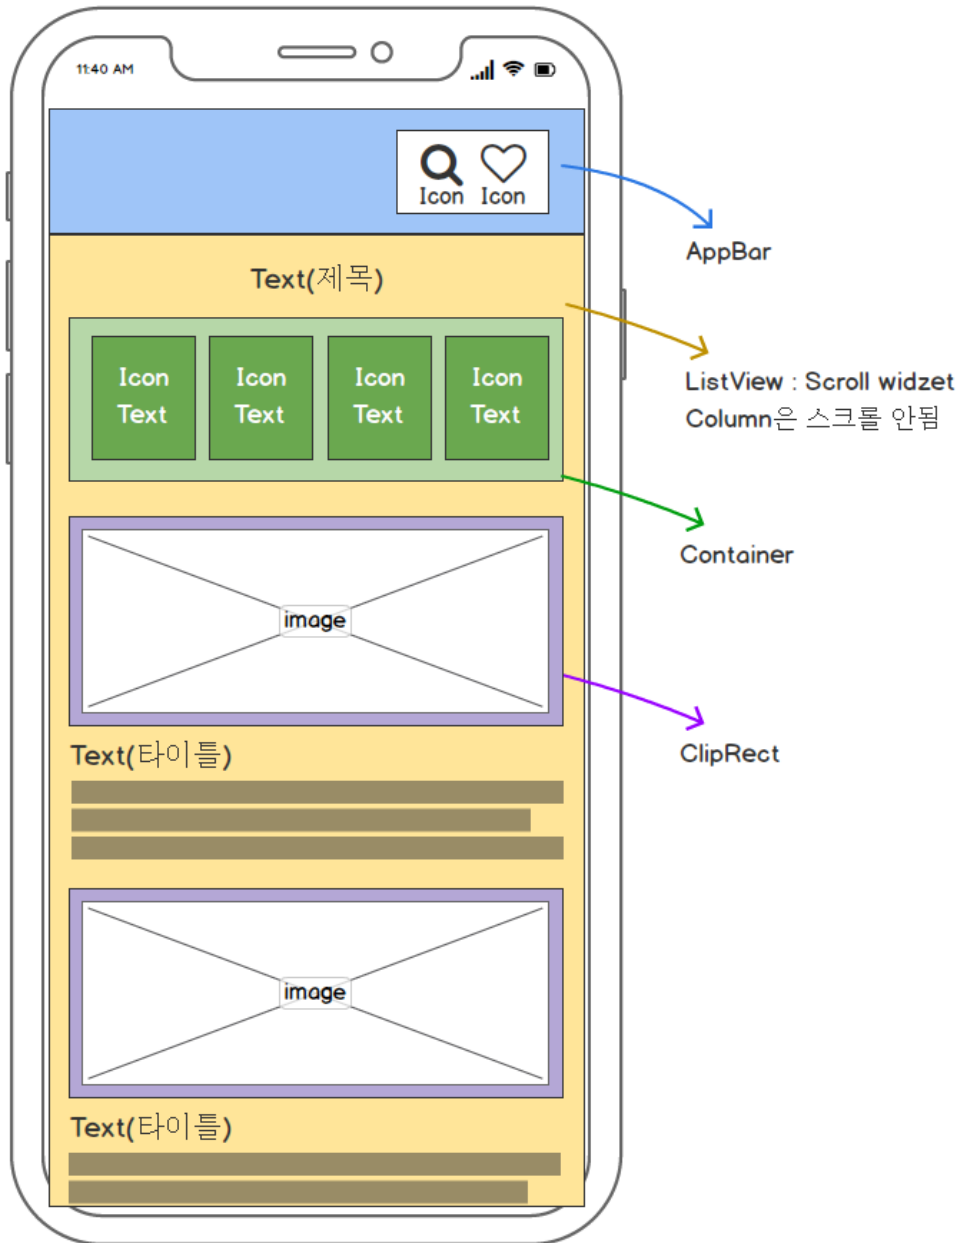 11:40 AM
Icon Icon
AppBar
Text(제목)
ListView : Scroll widzet
Column은 스크롤 안됨
Icon Icon Icon Icon
Text Text Text Text
Container
image
ClipRect
Text(타이틀)
image
Text(타이틀)